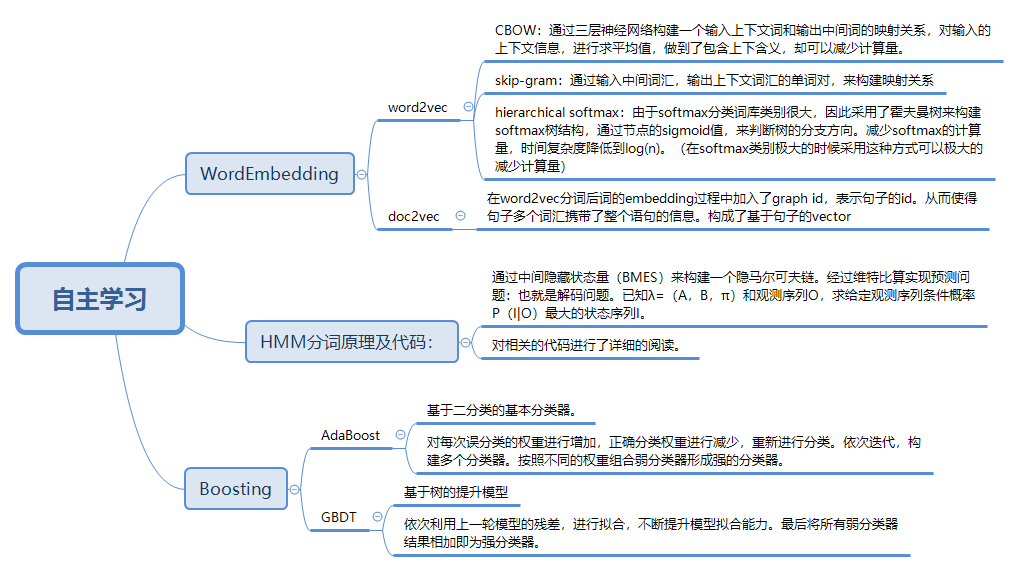 自主学习
WordEmbedding
word2vec
CBOW：通过三层神经网络构建一个输入上下文词和输出中间词的映射关系，对输入的
上下文信息，进行求平均值，做到了包含上下含义，却可以减少计算量。
skip-gram：通过输入中间词汇，输出上下文词汇的单词对，来构建映射关系
hierarchical softmax：由于softmax分类词库类别很大，因此采用了霍夫曼树来构建
softmax树结构，通过节点的sigmoid值，来判断树的分支方向。减少softmax的计算
量，时间复杂度降低到log(n)。（在softmax类别极大的时候采用这种方式可以极大的
减少计算量）
doc2vec
在word2vec分词后词的embedding过程中加入了graph id，表示句子的id。从而使得
句子多个词汇携带了整个语句的信息。构成了基于句子的vector
HMM分词原理及代码：
通过中间隐藏状态量（BMES）来构建一个隐马尔可夫链。经过维特比算实现预测问
题：也就是解码问题。已知λ=（A，B，π）和观测序列O，求给定观测序列条件概率
P（I|O）最大的状态序列I。
对相关的代码进行了详细的阅读。
Boosting
AdaBoost
基于二分类的基本分类器。
对每次误分类的权重进行增加，正确分类权重进行减少，重新进行分类。依次迭代，构
建多个分类器。按照不同的权重组合弱分类器形成强的分类器。
GBDT
基于树的提升模型
依次利用上一轮模型的残差，进行拟合，不断提升模型拟合能力。最后将所有弱分类器
结果相加即为强分类器。